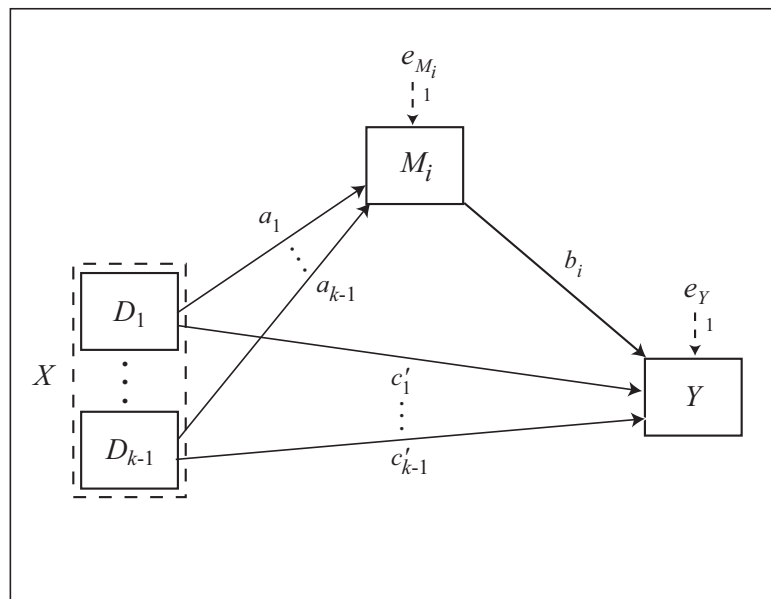 e_{M_i}
1
M_i
a_1
a_{k-1}
b_i
e_Y
1
D_1
X
c'_1
Y
D_{k-1}
c'_{k-1}